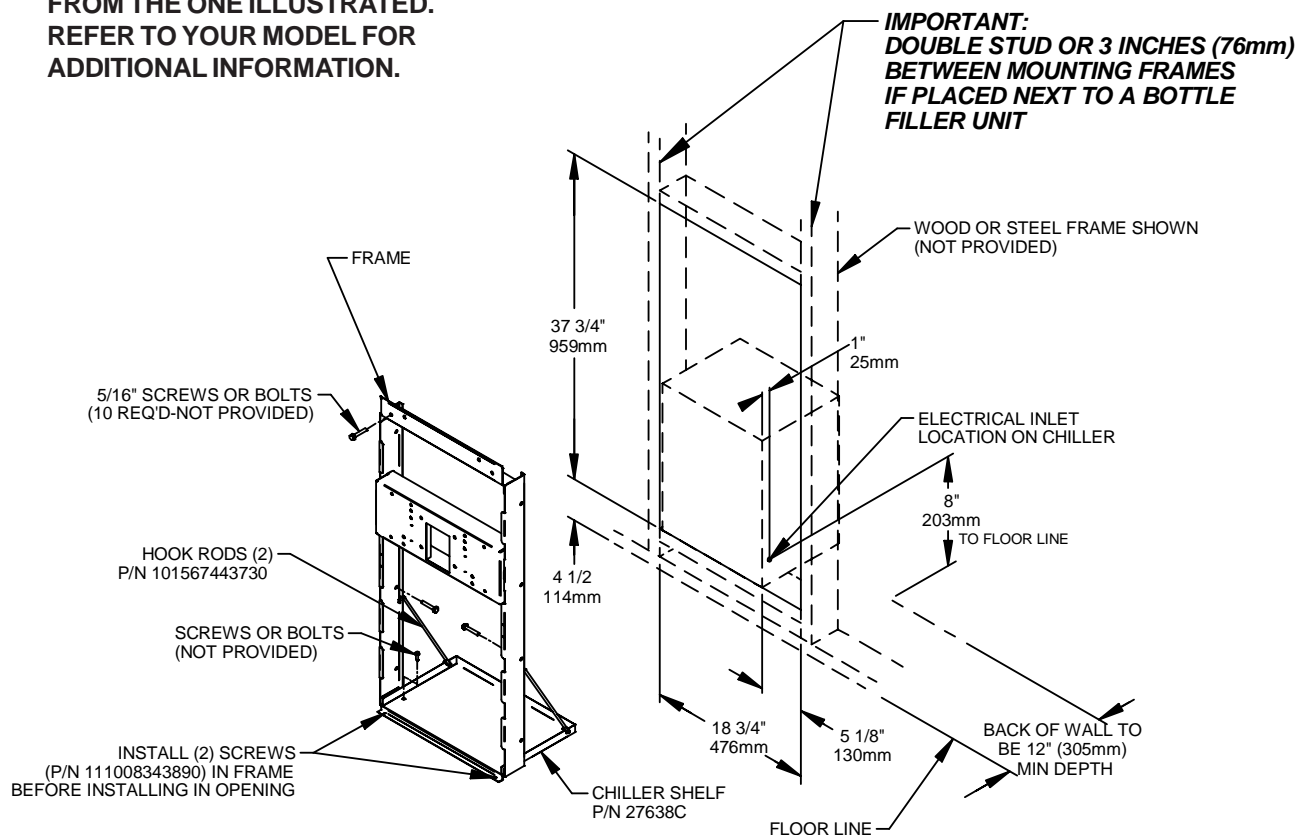 FROM THE ONE ILLUSTRATED.
REFER TO YOUR MODEL FOR
ADDITIONAL INFORMATION.
IMPORTANT:
DOUBLE STUD OR 3 INCHES (76mm)
BETWEEN MOUNTING FRAMES
IF PLACED NEXT TO A BOTTLE
FILLER UNIT
WOOD OR STEEL FRAME SHOWN
(NOT PROVIDED)
FRAME
37 3/4"
959mm
1"
25mm
5/16" SCREWS OR BOLTS
(10 REQ'D-NOT PROVIDED)
ELECTRICAL INLET
LOCATION ON CHILLER
8"
203mm
TO FLOOR LINE
HOOK RODS (2)
P/N 101567443730
4 1/2
114mm
SCREWS OR BOLTS
(NOT PROVIDED)
18 3/4"
476mm
5 1/8"
130mm
BACK OF WALL TO
BE 12" (305mm)
MIN DEPTH
INSTALL (2) SCREWS
(P/N 111008343890) IN FRAME
BEFORE INSTALLING IN OPENING
CHILLER SHELF
P/N 27638C
FLOOR LINE